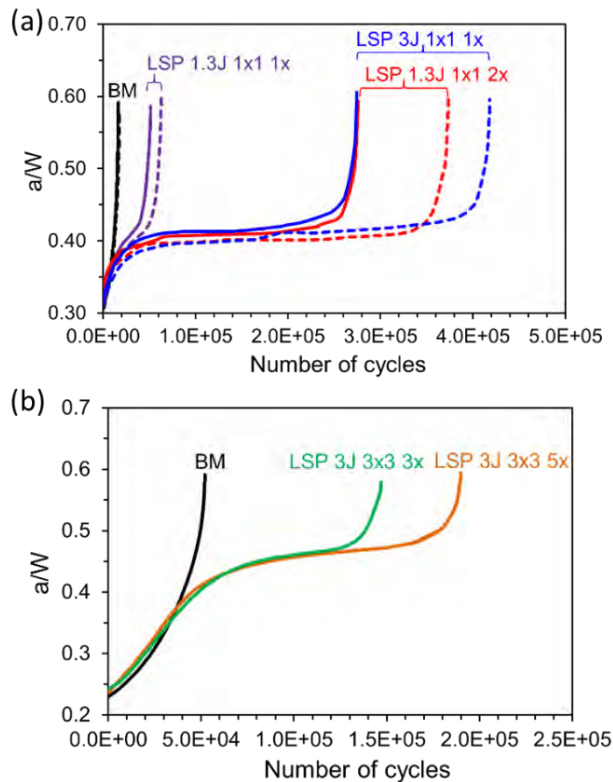 (a)
0.70
0.60
0.50
0.40
0.30
a/W
BM
LSP 1.3J 1x1 1x
LSP 3J 1x1 1x
LSP 1.3J 1x1 2x
0.0E+00 1.0E+05 2.0E+05 3.0E+05 4.0E+05 5.0E+05
Number of cycles
(b)
0.7
0.6
0.5
0.4
0.3
0.2
a/W
BM
LSP 3J 3x3 3x
LSP 3J 3x3 5x
0.0E+00 5.0E+04 1.0E+05 1.5E+05 2.0E+05 2.5E+05
Number of cycles